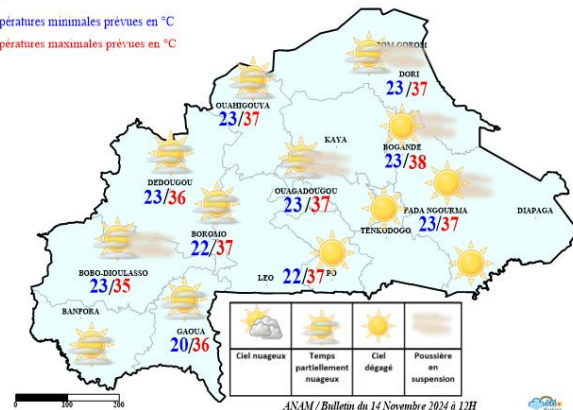 pératures minimales prévues en °C
pératures maximales prévues en °C
DORI
23/37
OUAHIGOUYA
23/37
KAYA
BOGANDE
23/38
DEDOUGOU
23/36
OUAGADOUGOU
23/37
FADA NGOURMA
23/37
DIAPAGA
BOROMO
22/37
TENKODOGO
BOBO-DIOULASSO
23/35
LEO
22/37 PO
BANFORA
GAOUA
20/36
Ciel nuageux
Temps partiellement nuageux
Ciel dégagé
Poussière en suspension
100 200
ANAM / Bulletin du 14 Novembre 2024 à 12H